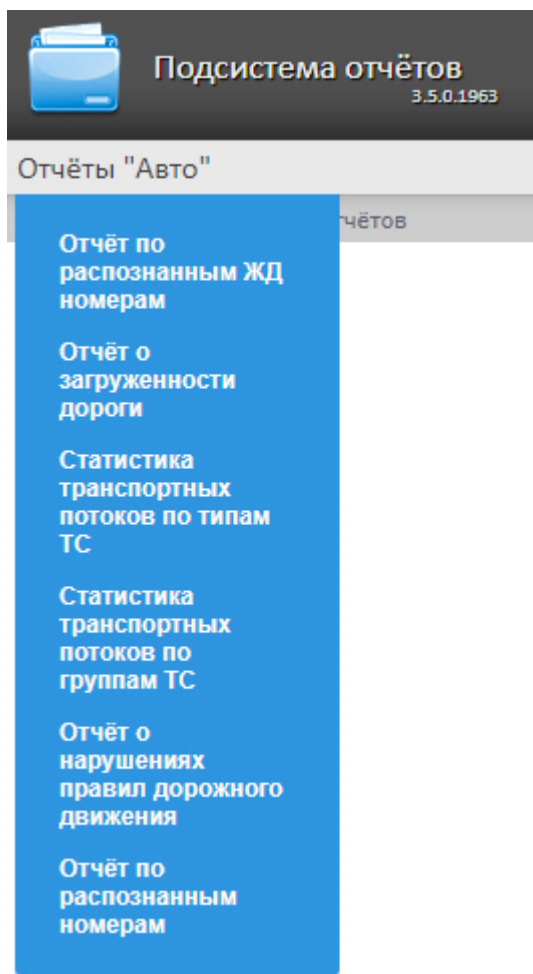 Подсистема отчётов
3.5.0.1963
Отчёты "Авто"
Отчёт по
распознанным ЖД
номерам
Отчёт о
загруженности
дороги
Статистика
транспортных
потоков по типам
ТС
Статистика
транспортных
потоков по
группам ТС
Отчёт о
нарушениях
правил дорожного
движения
Отчёт по
распознанным
номерам